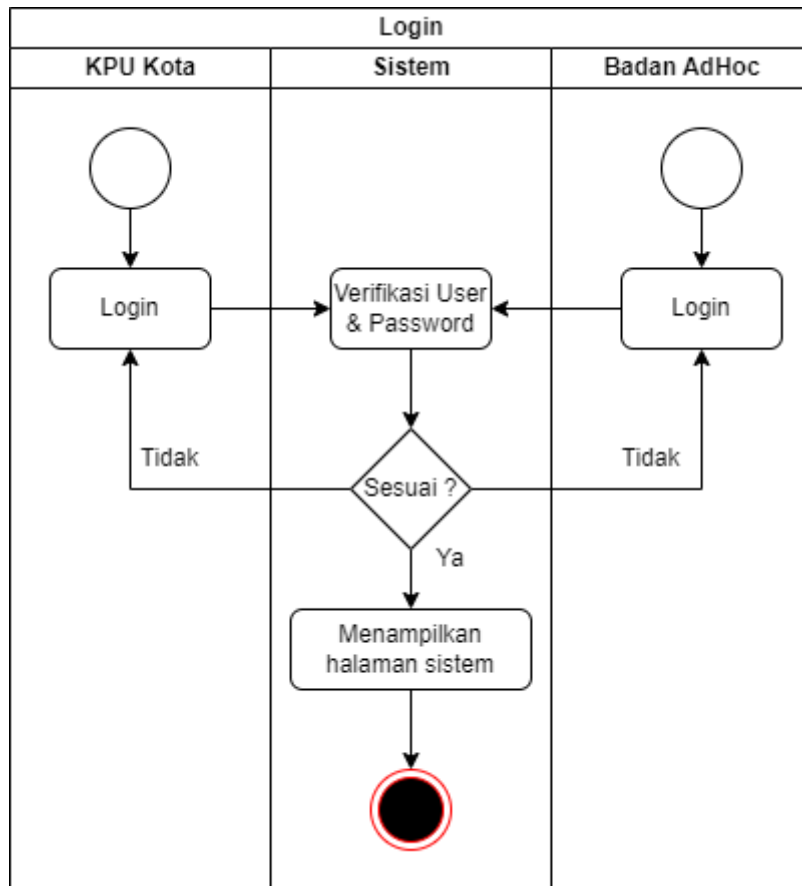 Login
KPU Kota
Sistem
Badan AdHoc
Login
Verifikasi User
& Password
Login
Tidak
Sesuai ?
Tidak
Ya
Menampilkan
halaman sistem